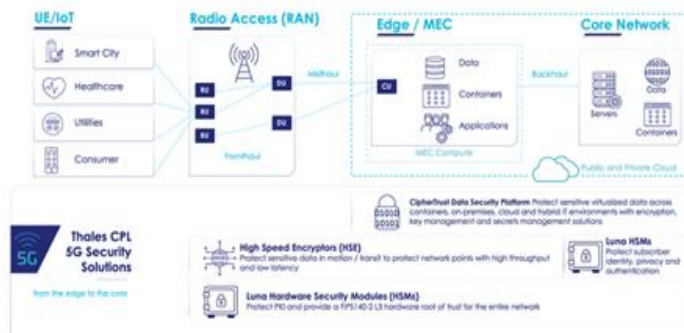 UE/IoT
Radio Access (RAN)
Edge / MEC
Core Network
Smart City
Healthcare
Utilities
Consumer
RU
RU
RU
DU
DU
Fronthaul
Midhaul
CU
Data
Containers
Applications
MEC Compute
Backhaul
Servers
Data
Containers
Public and Private Cloud
5G
Thales CPL
5G Security
Solutions
from the edge to the core
CipherTrust Data Security Platform Protect sensitive virtualized data across
containers, on-premises, cloud and hybrid IT environments with encryption,
key management and secrets management solutions
High Speed Encryptors (HSE)
Protect sensitive data in motion / transit to protect network points with high throughput
and low latency
Luna HSMs
Protect subscriber
identity, privacy and
authentication
Luna Hardware Security Modules (HSMs)
Protect PKI and provide a FIPS140-2 L3 hardware root of trust for the entire network